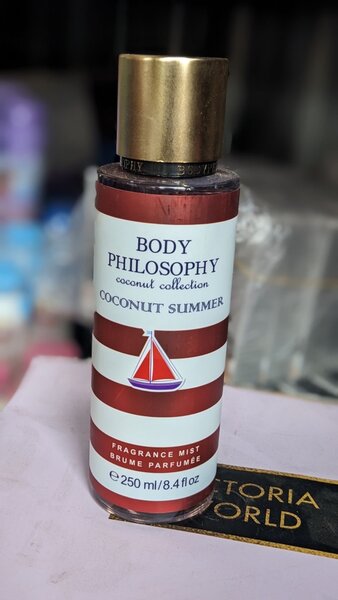 BODY
PHILOSOPHY
coconut collection
COCONUT SUMMER
FRAGRANCE MIST
BRUME PARFUMÉE
e 250 ml/8.4 fl oz
TORIA
ORLD